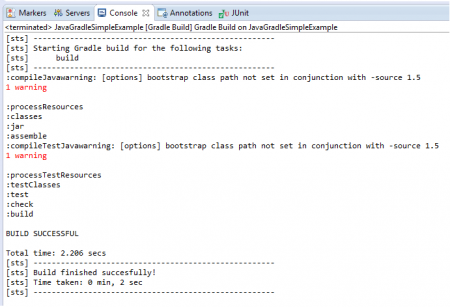 Markers Servers Console Annotations JUnit
<terminated> JavaGradleSimpleExample [Gradle Build] Gradle Build on JavaGradleSimpleExample
[sts] -----------------------------------------------------
[sts] Starting Gradle build for the following tasks:
[sts]      build
[sts] -----------------------------------------------------
:compileJavawarning: [options] bootstrap class path not set in conjunction with -source 1.5
1 warning
:processResources
:classes
:jar
:assemble
:compileTestJavawarning: [options] bootstrap class path not set in conjunction with -source 1.5
1 warning
:processTestResources
:testClasses
:test
:check
:build
BUILD SUCCESSFUL
Total time: 2.206 secs
[sts] -----------------------------------------------------
[sts] Build finished succesfully!
[sts] Time taken: 0 min, 2 sec
[sts] -----------------------------------------------------